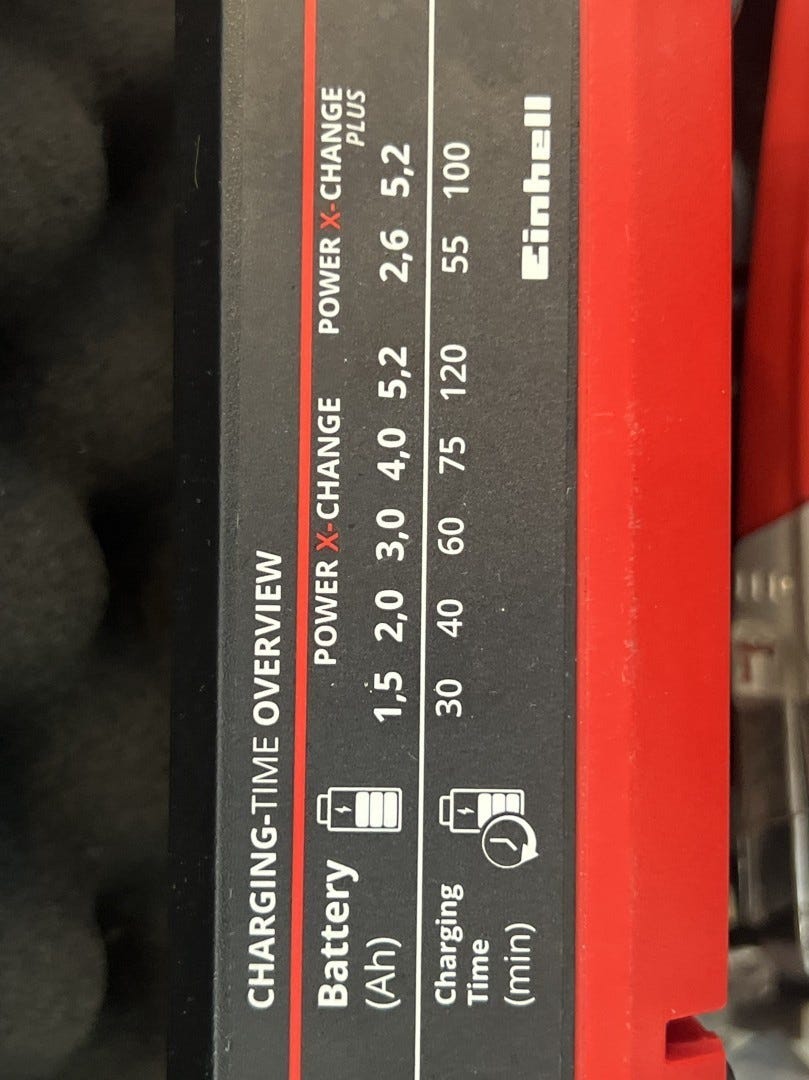 CHARGING-TIME OVERVIEW
POWER X-CHANGE POWER X-CHANGE
PLUS
Battery
(Ah) 1,5 2,0 3,0 4,0 5,2 2,6 5,2
Charging
Time 30 40 60 75 120 55 100
(min)
Einhell